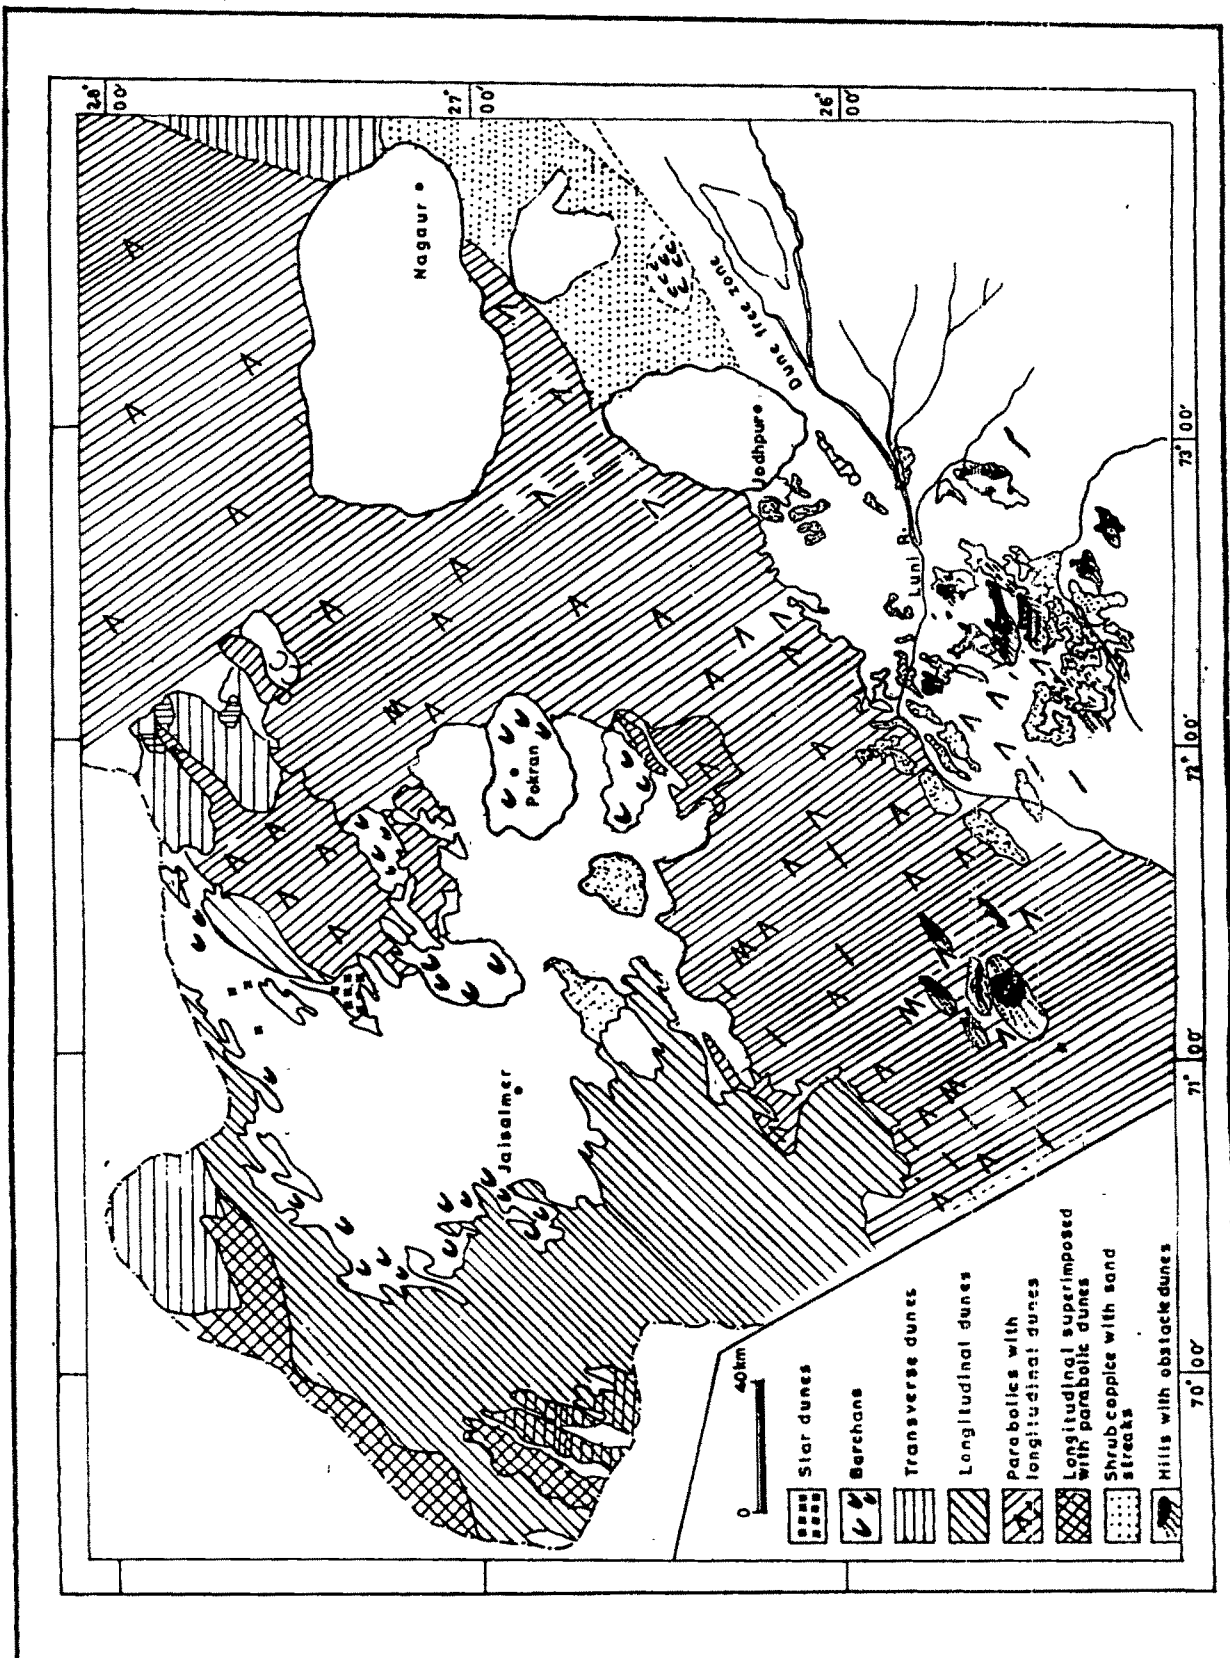 28° 00'
27° 00'
26° 00'
73° 00'
72° 00'
71° 00'
70° 00'
Nagaur
Dune free zone
Jodhpur
Luni R.
Pokran
Jaisalmer
0 40km
Star dunes
Barchans
Transverse dunes
Longitudinal dunes
Parabolics with
longitudinal dunes
Longitudinal superimposed
with parabolic dunes
Shrub coppice with sand
streaks
Hills with obstacle dunes